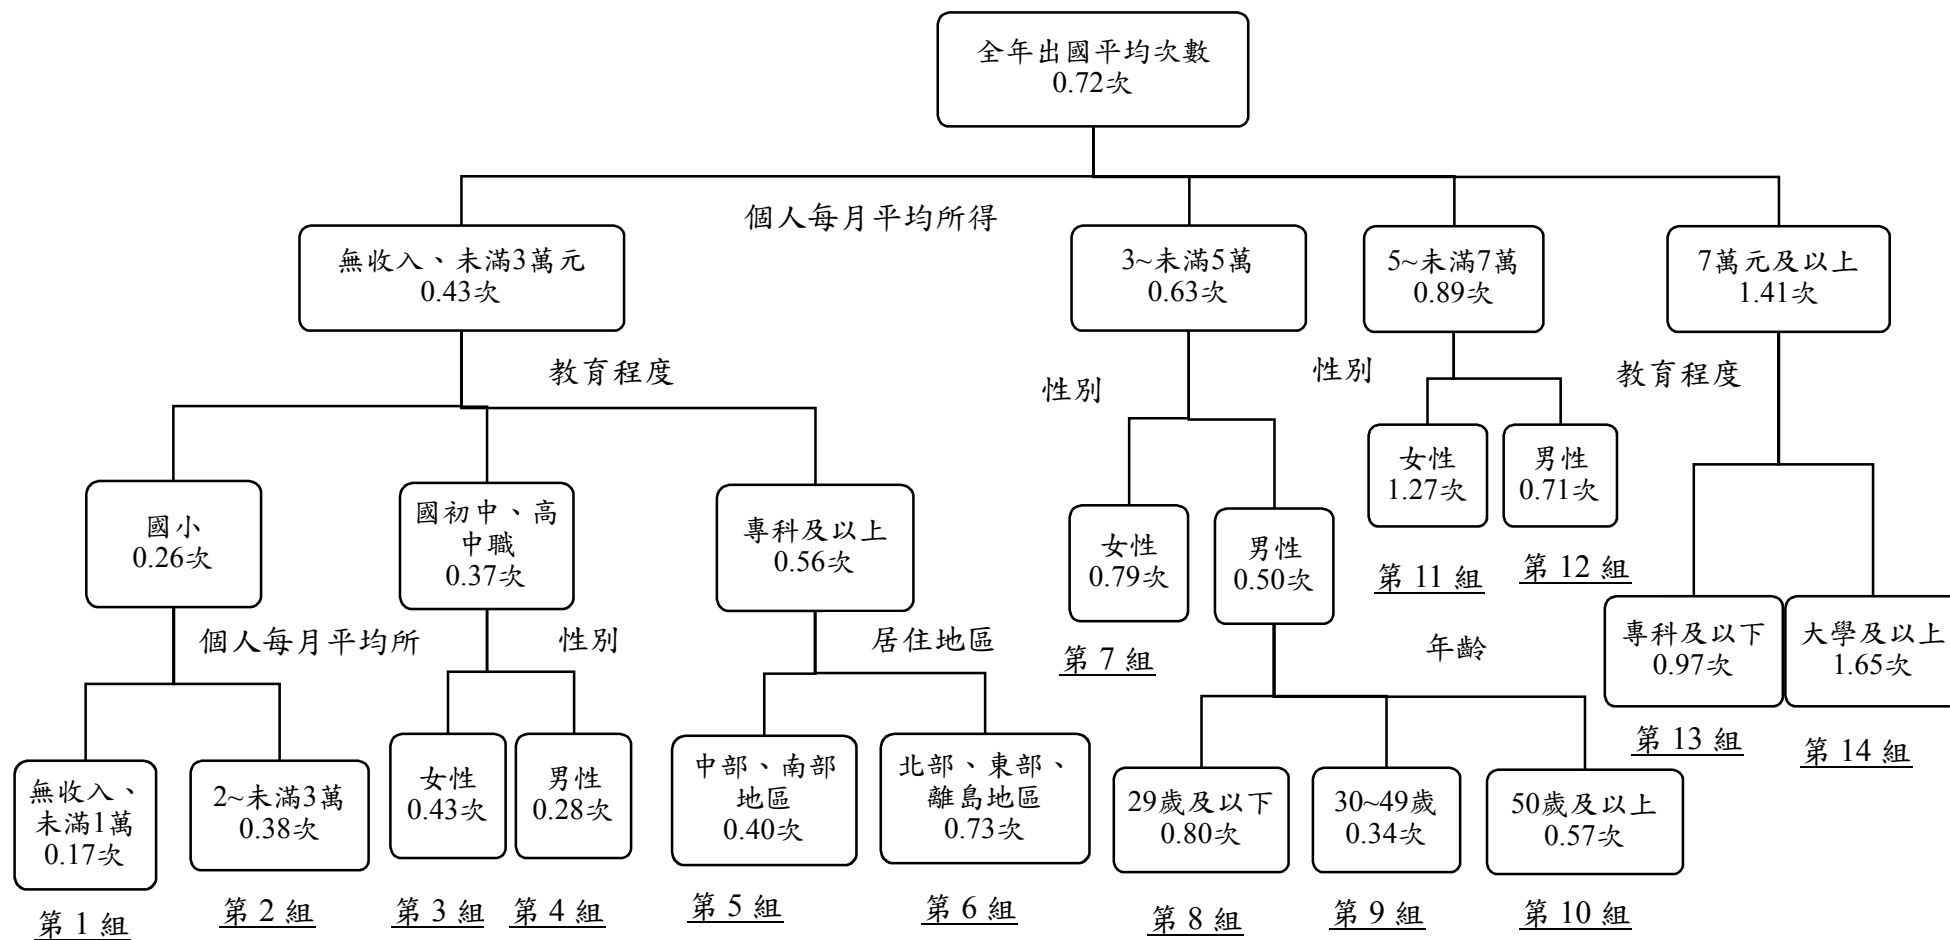 全年出國平均次數
0.72次
個人每月平均所得
無收入、未滿3萬元
0.43次
3~未滿5萬
0.63次
5~未滿7萬
0.89次
7萬元及以上
1.41次
教育程度
性別
性別
教育程度
國小
0.26次
國初中、高
中職
0.37次
專科及以上
0.56次
女性
0.79次
男性
0.50次
女性
1.27次
男性
0.71次
第 11 組
第 12 組
專科及以下
0.97次
大學及以上
1.65次
個人每月平均所
性別
居住地區
第 7 組
年齡
第 13 組
第 14 組
無收入、
未滿1萬
0.17次
2~未滿3萬
0.38次
女性
0.43次
男性
0.28次
中部、南部
地區
0.40次
北部、東部、
離島地區
0.73次
29歲及以下
0.80次
30~49歲
0.34次
50歲及以上
0.57次
第 1 組
第 2 組
第 3 組
第 4 組
第 5 組
第 6 組
第 8 組
第 9 組
第 10 組